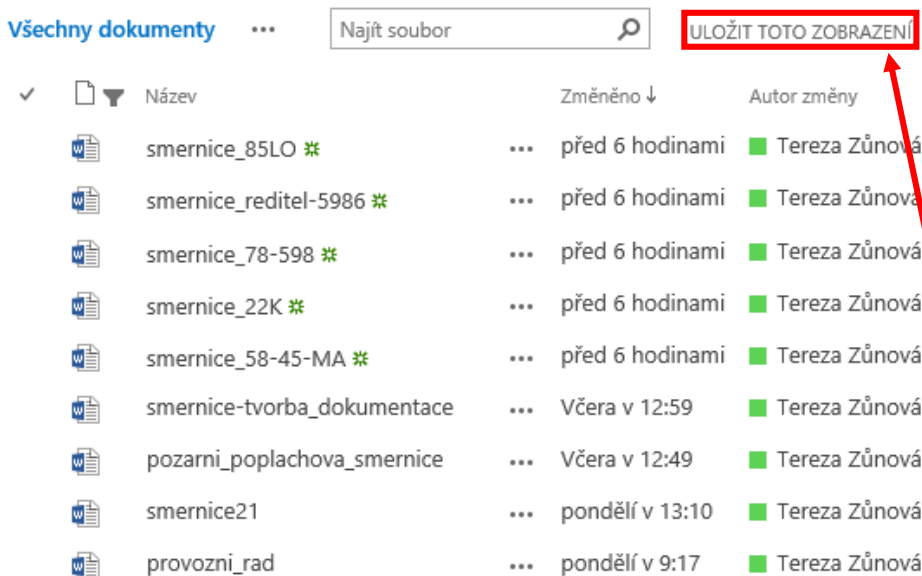 Všechny dokumenty ••• Najít soubor ULOŽIT TOTO ZOBRAZENÍ
Název Změněno ↓ Autor změny
smernice_85LO ••• před 6 hodinami Tereza Zůnová
smernice_reditel-5986 ••• před 6 hodinami Tereza Zůnová
smernice_78-598 ••• před 6 hodinami Tereza Zůnová
smernice_22K ••• před 6 hodinami Tereza Zůnová
smernice_58-45-MA ••• před 6 hodinami Tereza Zůnová
smernice-tvorba_dokumentace ••• Včera v 12:59 Tereza Zůnová
pozarni_poplachova_smernice ••• Včera v 12:49 Tereza Zůnová
smernice21 ••• pondělí v 13:10 Tereza Zůnová
provozni_rad ••• pondělí v 9:17 Tereza Zůnová